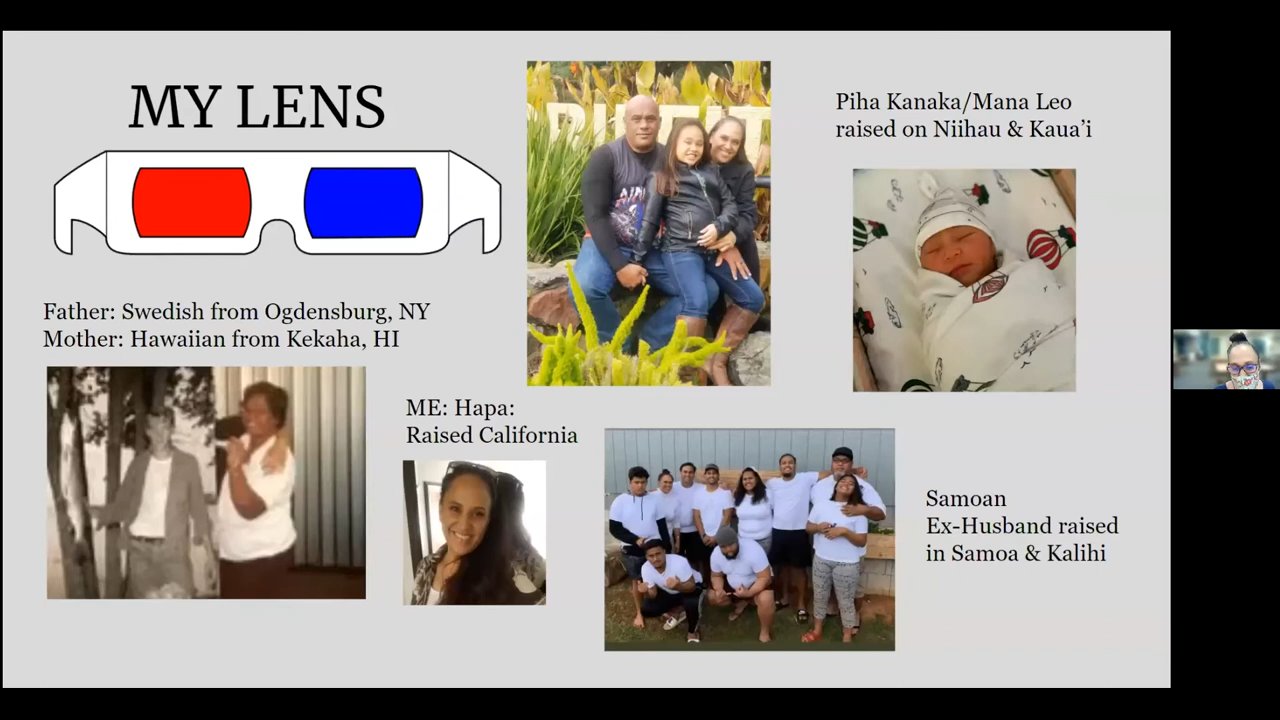 MY LENS
Father: Swedish from Ogdensburg, NY
Mother: Hawaiian from Kekaha, HI
ME: Hapa:
Raised California
Piha Kanaka/Mana Leo
raised on Niihau & Kaua’i
Samoan
Ex-Husband raised
in Samoa & Kalihi